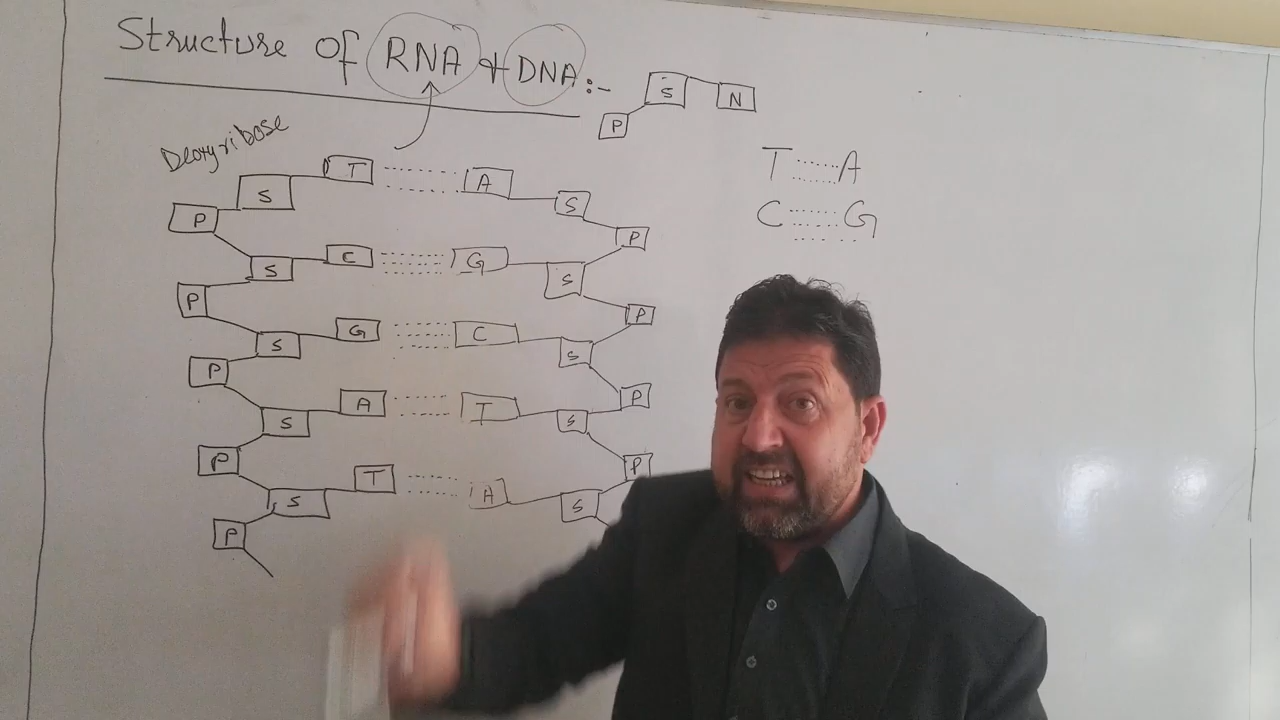 Structure of RNA & DNA:-
P S N
Deoxyribose
S T A S
P P
S C G S
P P
S G C S
P P
S A T S
P P
S T A S
P
T A
C G